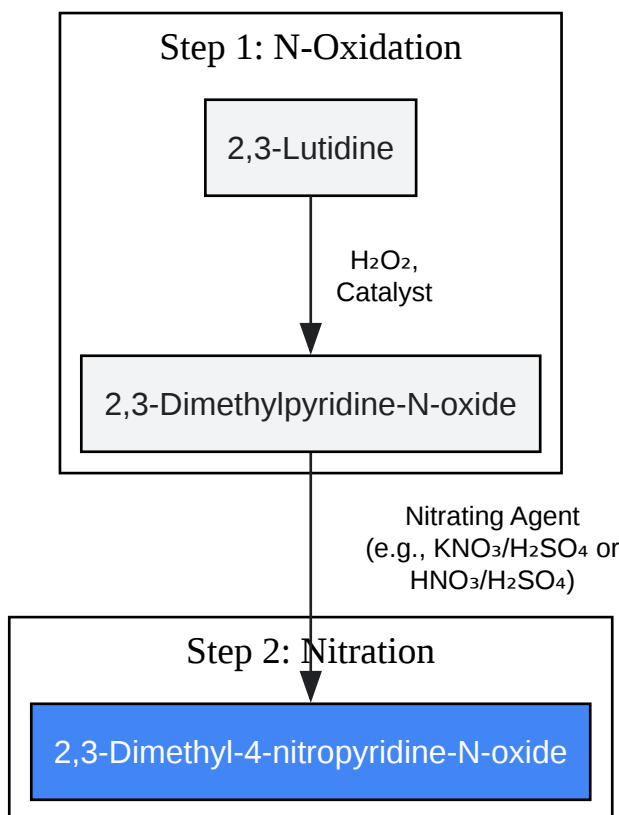 Step 1: N-Oxidation
2,3-Lutidine
H₂O₂,
Catalyst
2,3-Dimethylpyridine-N-oxide
Nitrating Agent
(e.g., KNO₃/H₂SO₄ or
HNO₃/H₂SO₄)
Step 2: Nitration
2,3-Dimethyl-4-nitropyridine-N-oxide